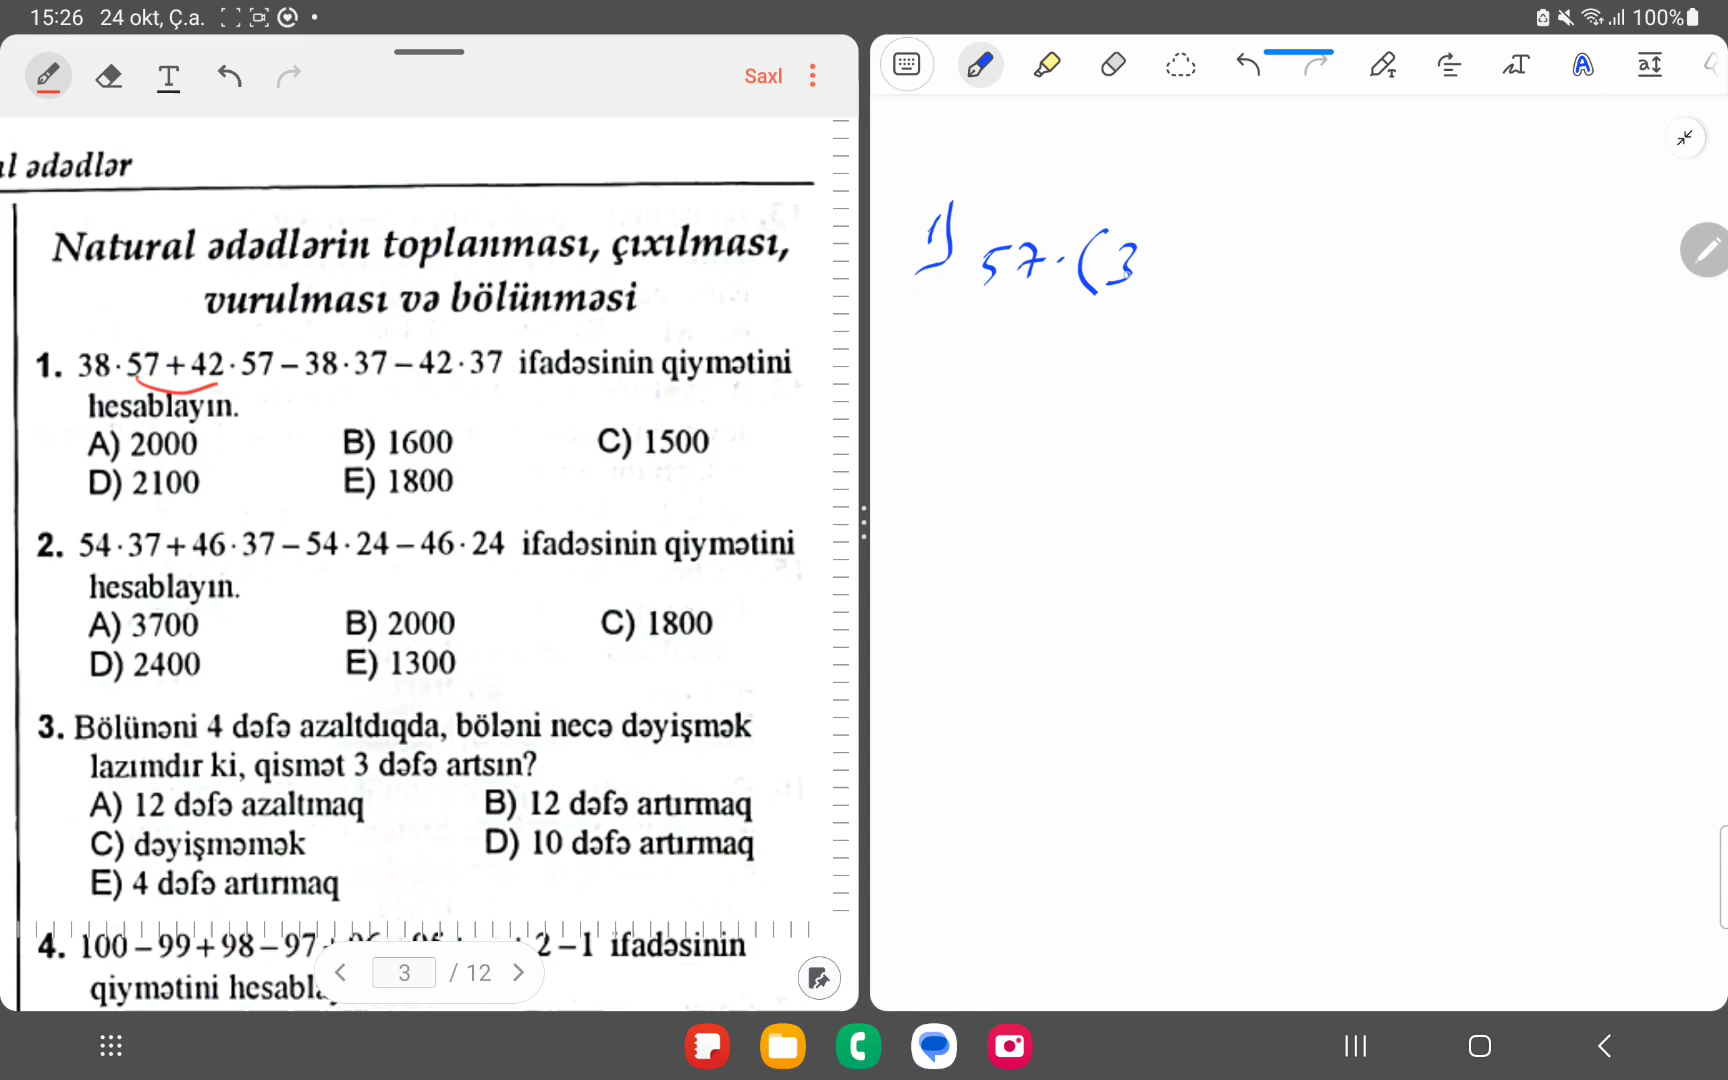 15:26 24 okt, Ç.a.
100%
Saxl
ədədlər
Natural ədədlərin toplanması, çıxılması,
vurulması və bölünməsi
1. 38·57+42·57–38·37–42·37 ifadəsinin qiymətini
hesablayın.
A) 2000 B) 1600 C) 1500
D) 2100 E) 1800
2. 54·37+46·37–54·24–46·24 ifadəsinin qiymətini
hesablayın.
A) 3700 B) 2000 C) 1800
D) 2400 E) 1300
3. Bölünəni 4 dəfə azaltdıqda, böləni necə dəyişmək
lazımdır ki, qismət 3 dəfə artsın?
A) 12 dəfə azaltmaq B) 12 dəfə artırmaq
C) dəyişməmək D) 10 dəfə artırmaq
E) 4 dəfə artırmaq
4. 100–99+98–97 2–1 ifadəsinin
qiymətini
3 / 12
1) 57·(3